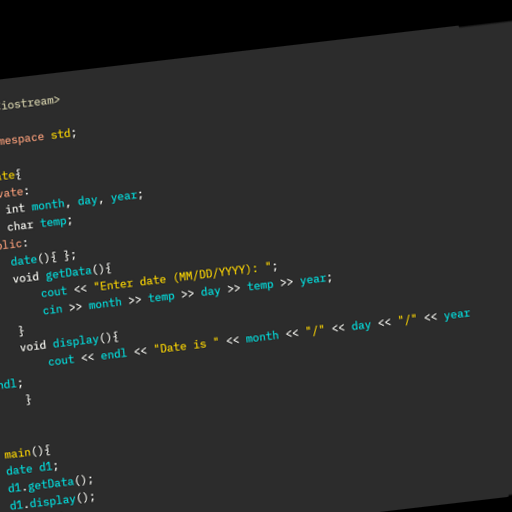 iostream>
mespace std;
te{
vate:
int month, day, year;
char temp;
blic:
date(){ };
void getData(){
cout << "Enter date (MM/DD/YYYY): ";
cin >> month >> temp >> day >> temp >> year;
}
void display(){
cout << endl << "Date is " << month << "/" << day << "/" << year
ndl;
}
main(){
date d1;
d1.getData();
d1.display();